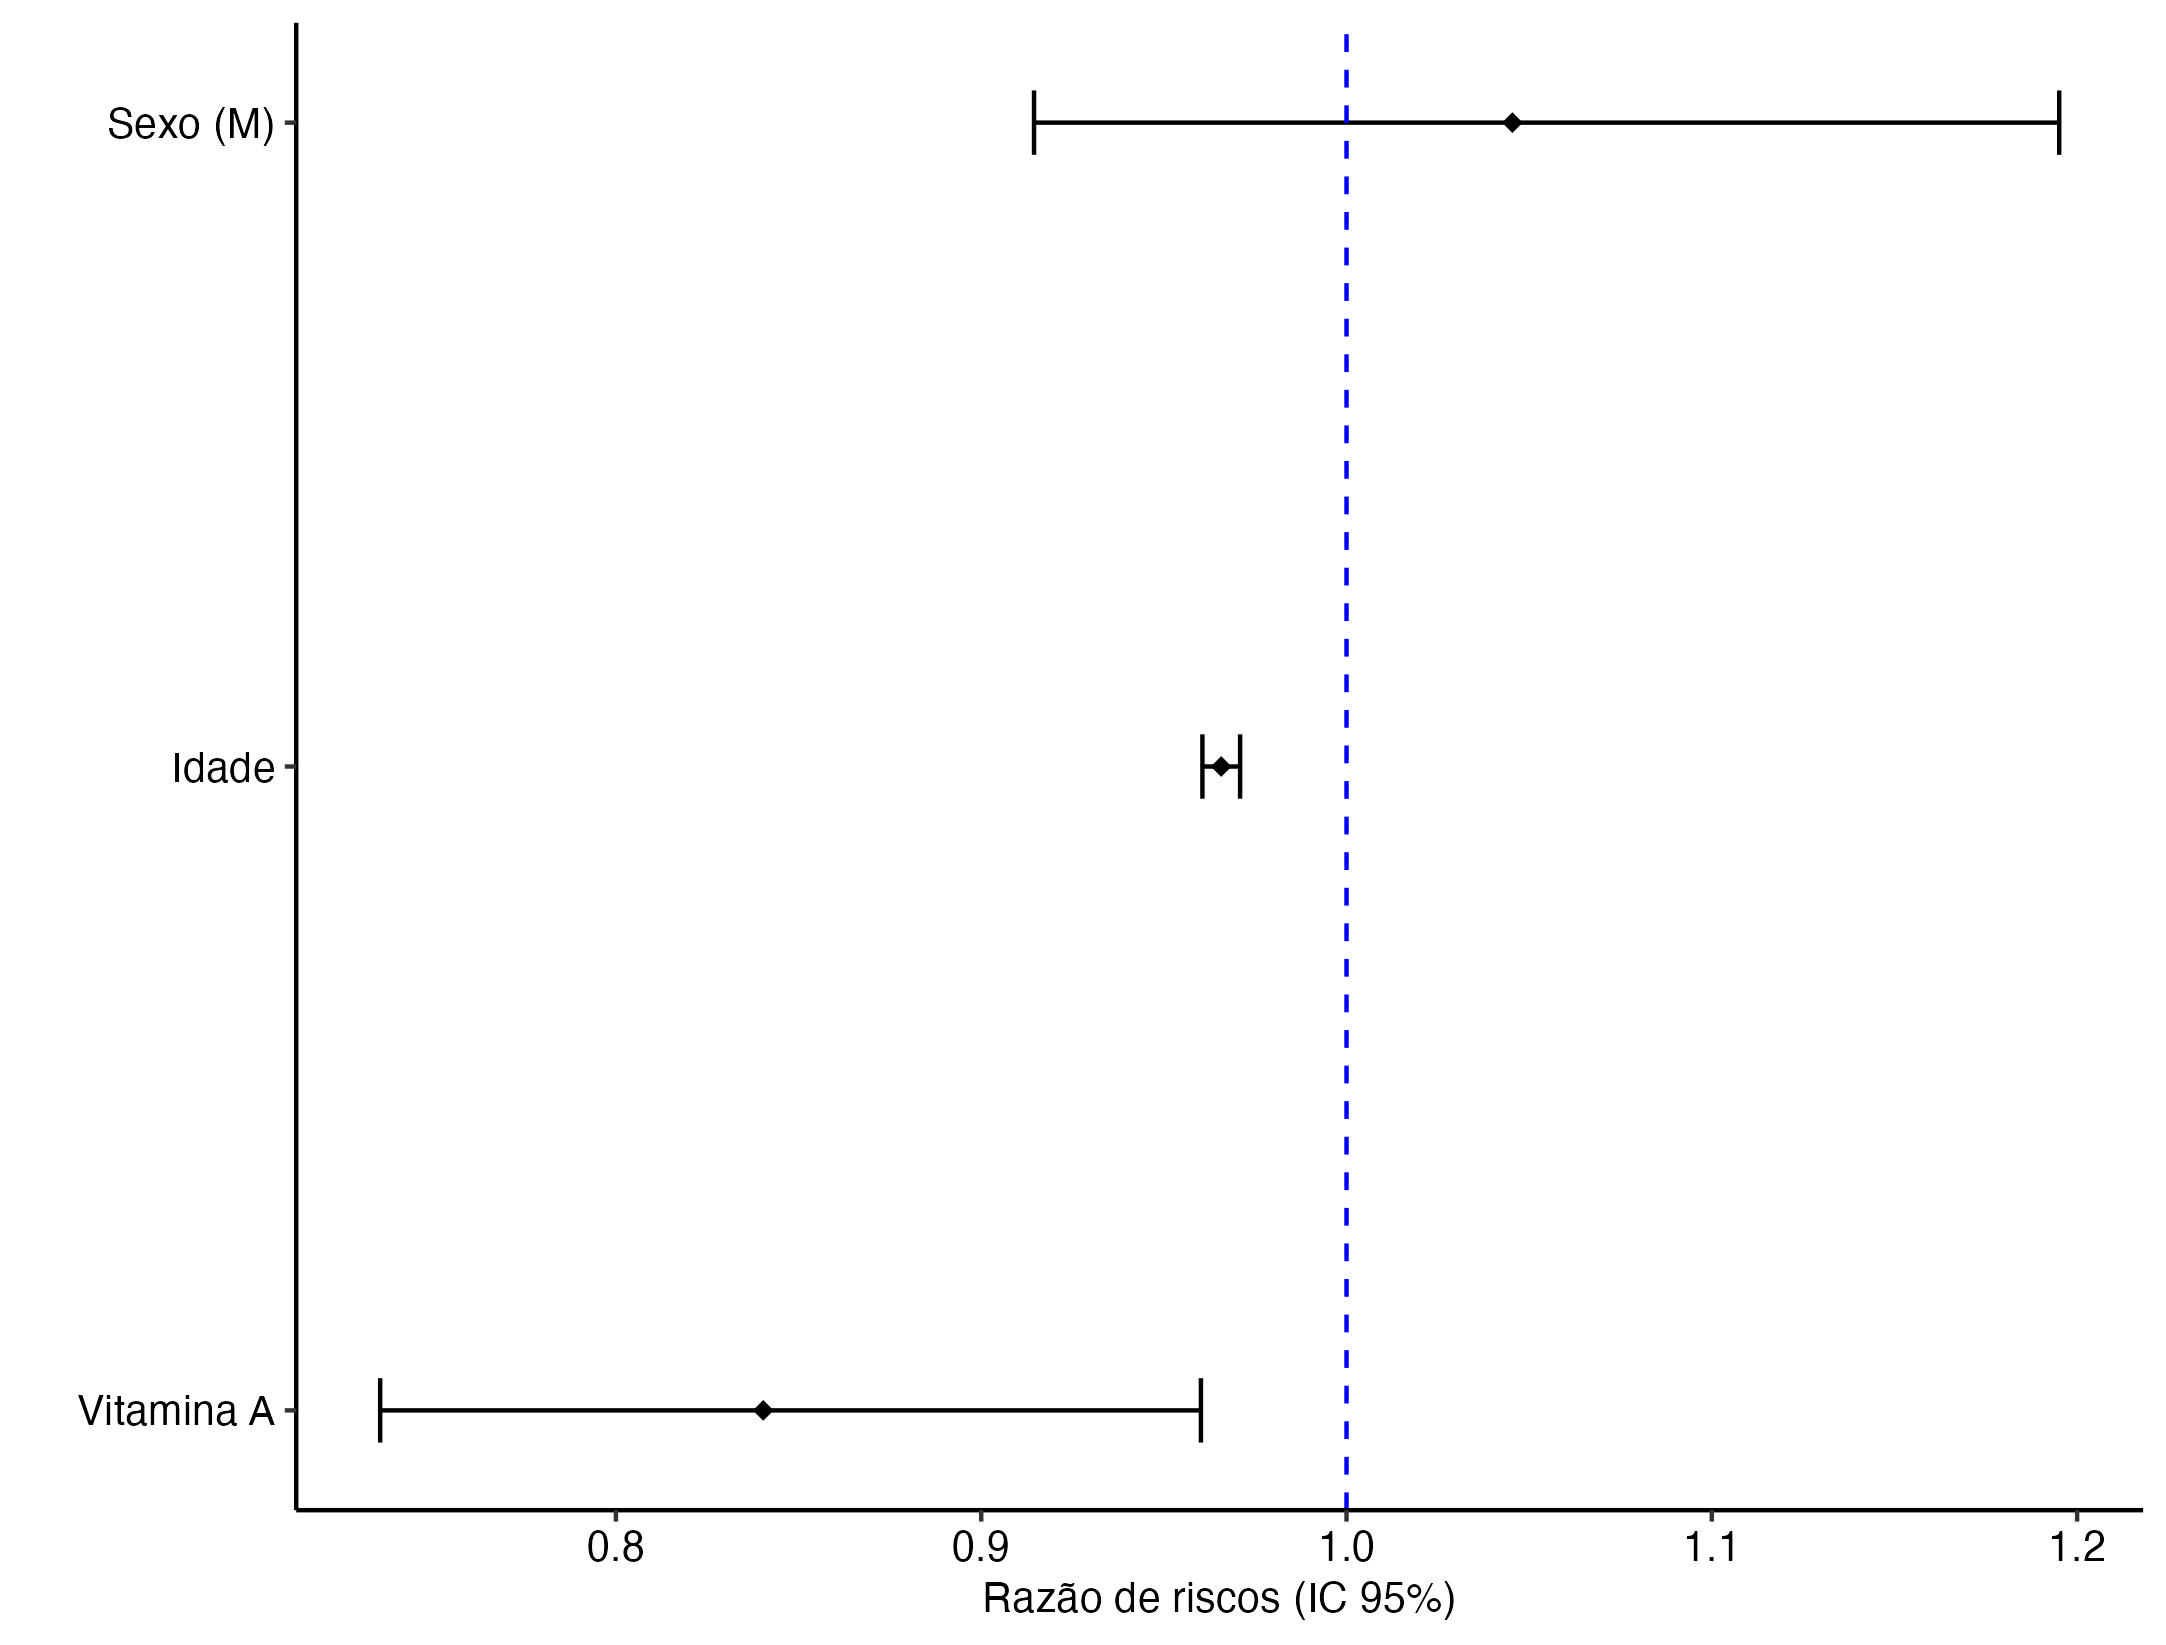 Sexo (M)
Idade
Vitamina A
0.8 0.9 1.0 1.1 1.2
Razão de riscos (IC 95%)